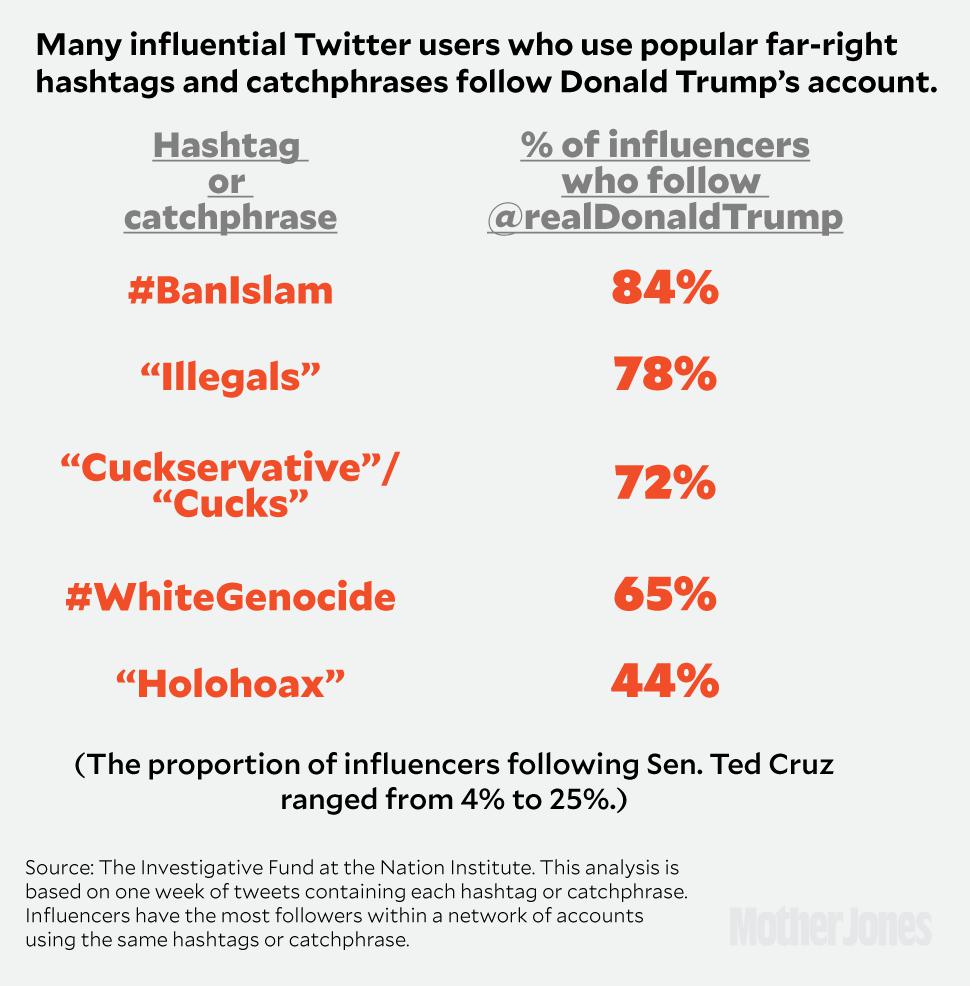 Many influential Twitter users who use popular far-right
hashtags and catchphrases follow Donald Trump’s account.
Hashtag
or
catchphrase
% of influencers
who follow
@realDonaldTrump
#BanIslam
84%
“Illegals”
78%
“Cuckservative”/
“Cucks”
72%
#WhiteGenocide
65%
“Holohoax”
44%
(The proportion of influencers following Sen. Ted Cruz
ranged from 4% to 25%.)
Source: The Investigative Fund at the Nation Institute. This analysis is
based on one week of tweets containing each hashtag or catchphrase.
Influencers have the most followers within a network of accounts
using the same hashtags or catchphrase.
Mother Jones